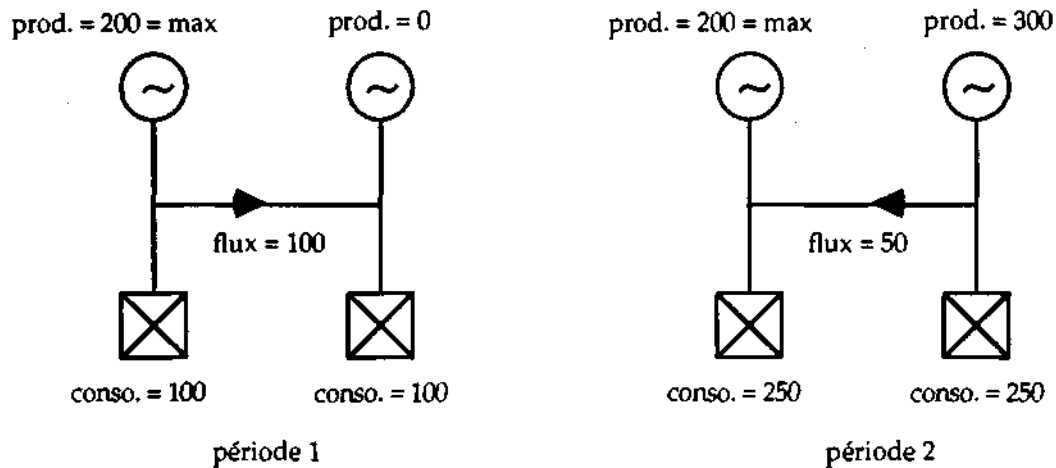 prod. = 200 = max
prod. = 0
prod. = 200 = max
prod. = 300
flux = 100
flux = 50
conso. = 100
conso. = 100
conso. = 250
conso. = 250
période 1
période 2